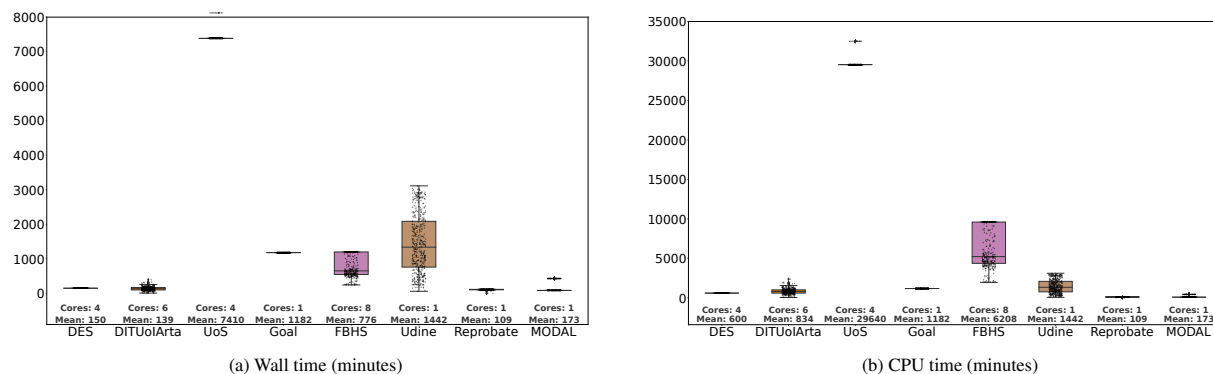 8000
7000
6000
5000
4000
3000
2000
1000
0
Cores: 4 Cores: 6 Cores: 4 Cores: 1 Cores: 8 Cores: 1 Cores: 1 Cores: 1
Mean: 150 Mean: 139 Mean: 7410 Mean: 1182 Mean: 776 Mean: 1442 Mean: 109 Mean: 173
DES DITUoIArta UoS Goal FBHS Udine Reprobate MODAL
(a) Wall time (minutes)
35000
30000
25000
20000
15000
10000
5000
0
Cores: 4 Cores: 6 Cores: 4 Cores: 1 Cores: 8 Cores: 1 Cores: 1 Cores: 1
Mean: 600 Mean: 834 Mean: 29640 Mean: 1182 Mean: 6208 Mean: 1442 Mean: 109 Mean: 173
DES DITUoIArta UoS Goal FBHS Udine Reprobate MODAL
(b) CPU time (minutes)